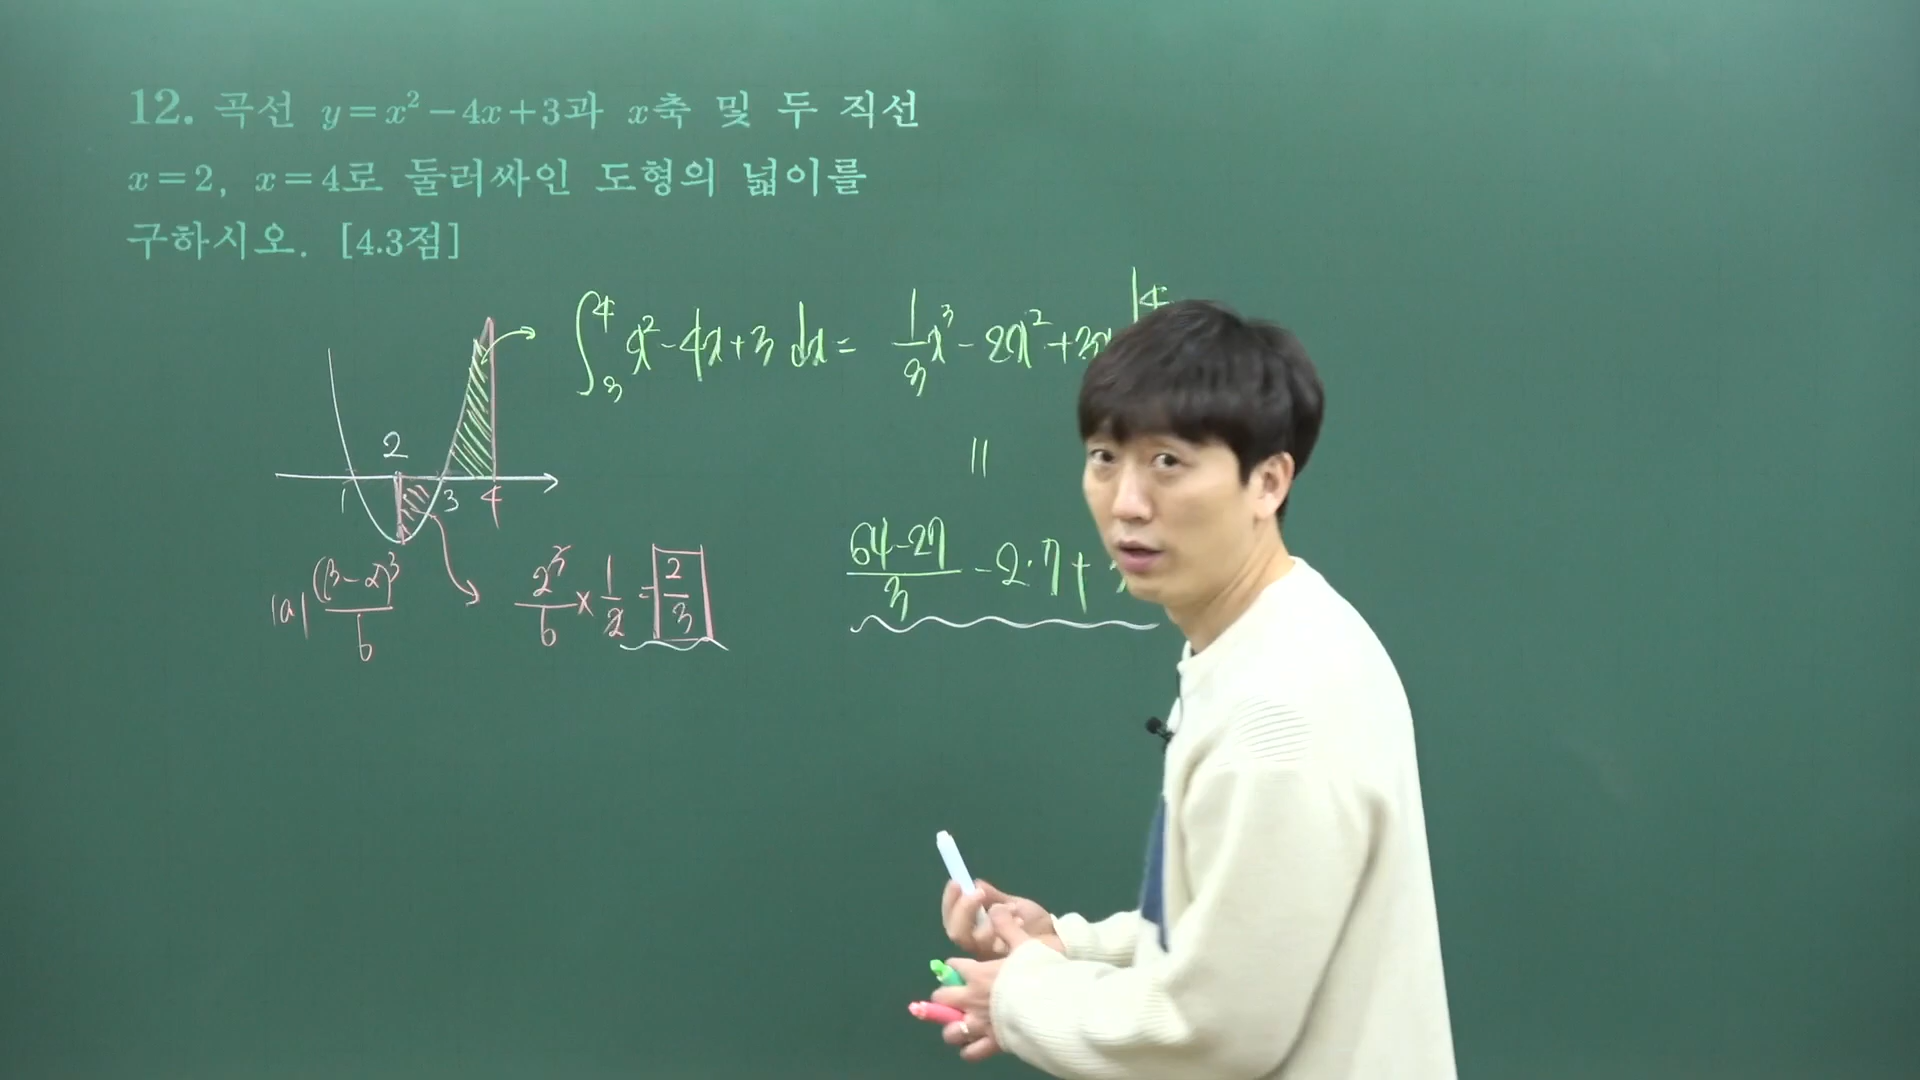 12. 곡선 y=x²-4x+3과 x축 및 두 직선
x=2, x=4로 둘러싸인 도형의 넓이를
구하시오. [4.3점]
∫₃⁴ x²-4x+3 dx = 1/3 x³ - 2x² + 3x |4
=
2
1 3 4
|a|(β-α)³/6
2³/6 × 1/2 = 2/3
(64-27)/3 - 2·7 +